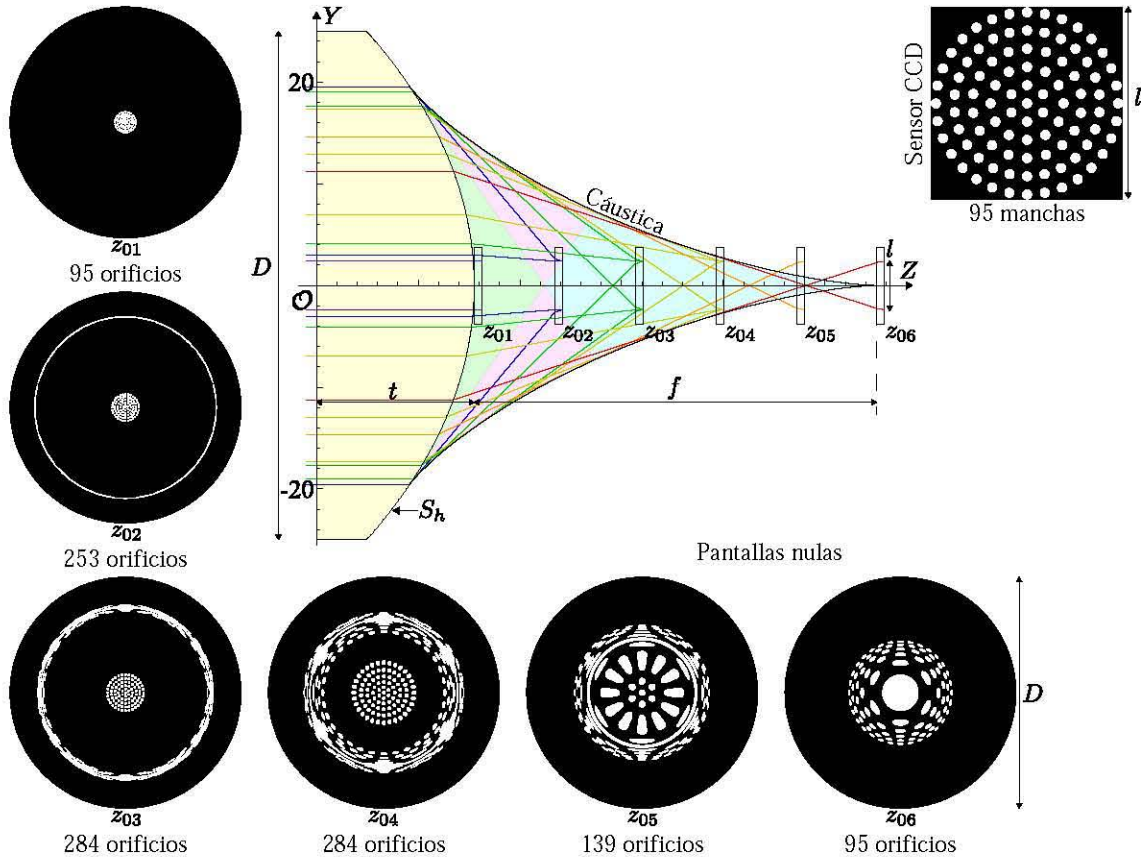 z₀₁
95 orificios
z₀₂
253 orificios
z₀₃
284 orificios
Y
D
20
𝒪
-20
Cáustica
l
Z
z₀₁
z₀₂
z₀₃
z₀₄
z₀₅
z₀₆
t
f
Sₕ
Sensor CCD
l
95 manchas
Pantallas nulas
z₀₄
284 orificios
z₀₅
139 orificios
z₀₆
95 orificios
D